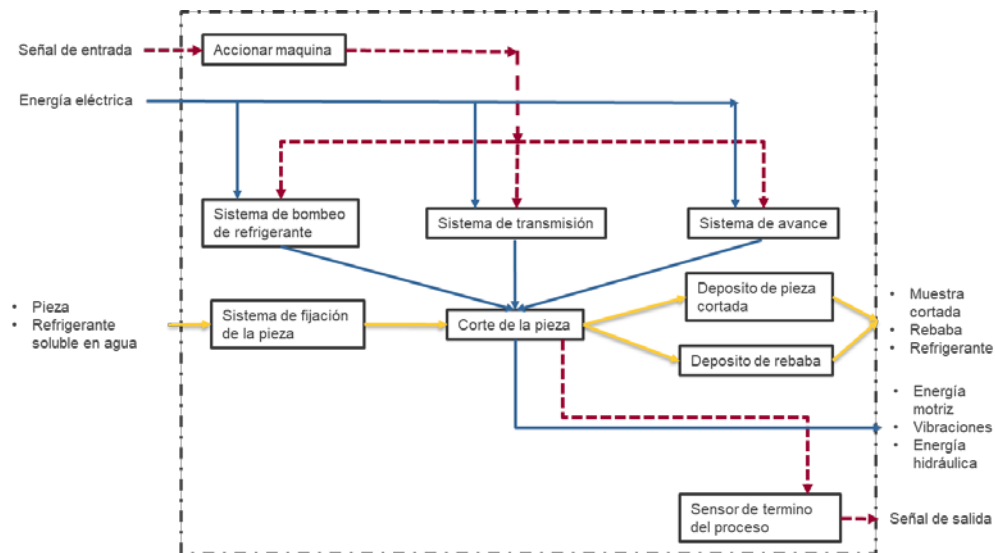 Señal de entrada
Accionar maquina
Energía eléctrica
Sistema de bombeo
de refrigerante
Sistema de transmisión
Sistema de avance
• Pieza
• Refrigerante
soluble en agua
Sistema de fijación
de la pieza
Corte de la pieza
Deposito de pieza
cortada
Deposito de rebaba
• Muestra
cortada
• Rebaba
• Refrigerante
• Energía
motriz
• Vibraciones
• Energía
hidráulica
Sensor de termino
del proceso
Señal de salida